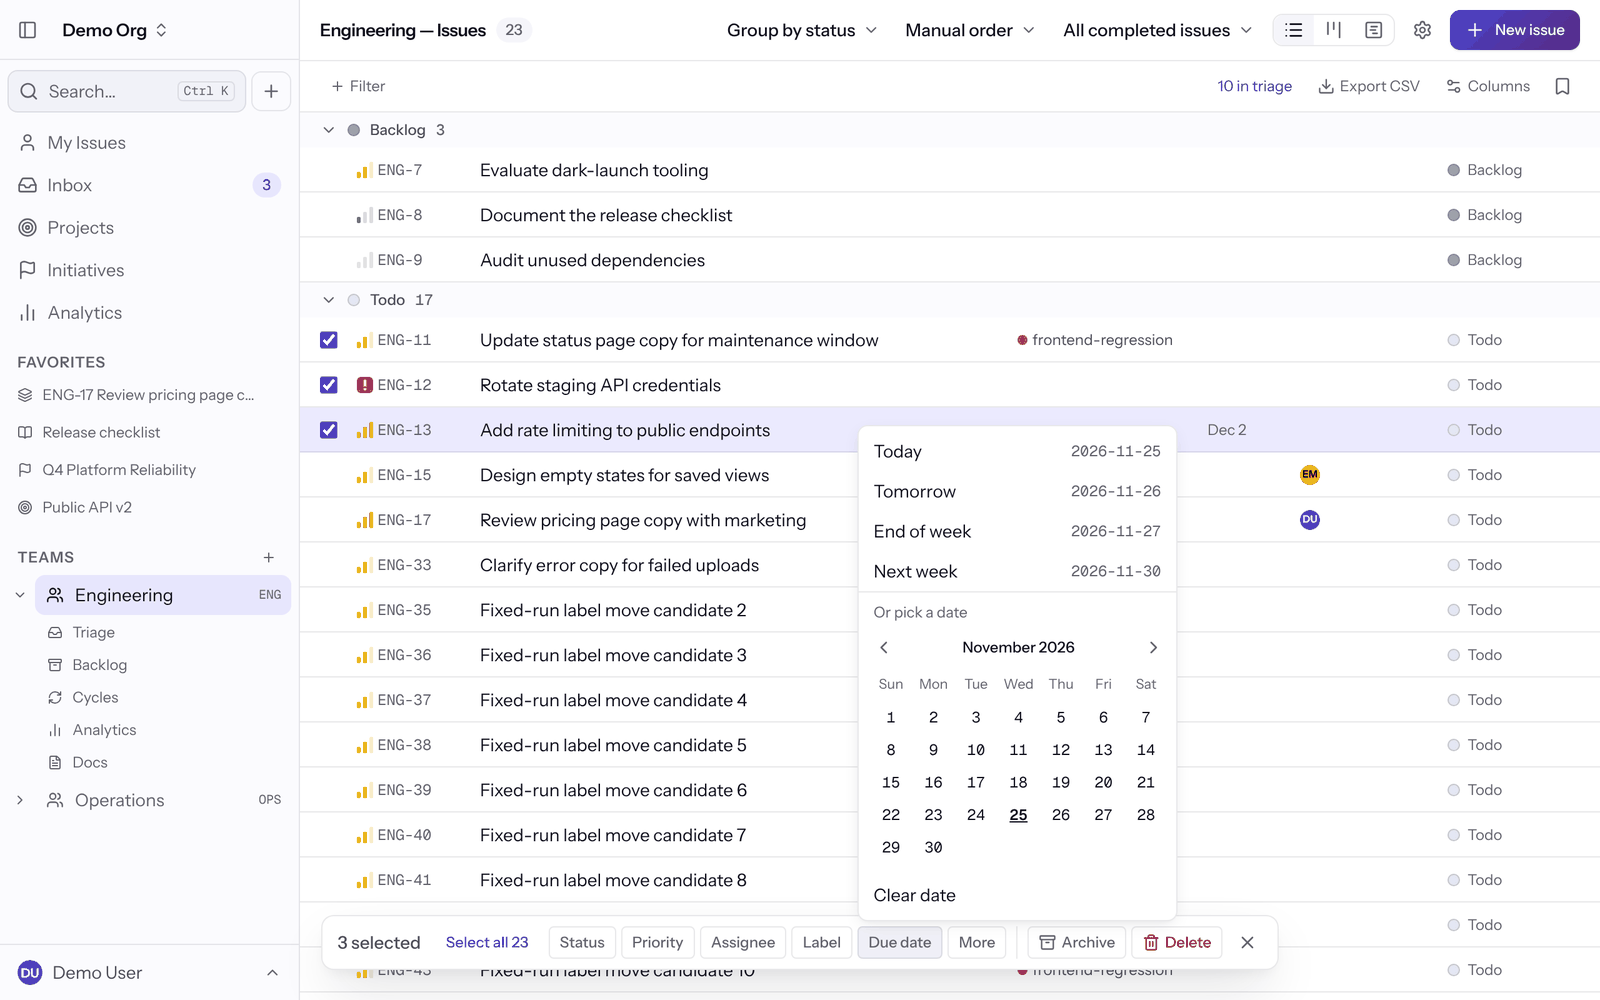 Demo Org
Search...
Ctrl K
My Issues
Inbox
3
Projects
Initiatives
Analytics
FAVORITES
ENG-17 Review pricing page c...
Release checklist
Q4 Platform Reliability
Public API v2
TEAMS
Engineering
ENG
Triage
Backlog
Cycles
Analytics
Docs
Operations
OPS
DU Demo User
Engineering — Issues 23
Group by status
Manual order
All completed issues
New issue
Filter
10 in triage
Export CSV
Columns
Backlog 3
ENG-7 Evaluate dark-launch tooling Backlog
ENG-8 Document the release checklist Backlog
ENG-9 Audit unused dependencies Backlog
Todo 17
ENG-11 Update status page copy for maintenance window frontend-regression Todo
ENG-12 Rotate staging API credentials Todo
ENG-13 Add rate limiting to public endpoints Dec 2 Todo
ENG-15 Design empty states for saved views EM Todo
ENG-17 Review pricing page copy with marketing DU Todo
ENG-33 Clarify error copy for failed uploads Todo
ENG-35 Fixed-run label move candidate 2 Todo
ENG-36 Fixed-run label move candidate 3 Todo
ENG-37 Fixed-run label move candidate 4 Todo
ENG-38 Fixed-run label move candidate 5 Todo
ENG-39 Fixed-run label move candidate 6 Todo
ENG-40 Fixed-run label move candidate 7 Todo
ENG-41 Fixed-run label move candidate 8 Todo
Todo
ENG-43 Fixed-run label move candidate 10 frontend-regression Todo
Today 2026-11-25
Tomorrow 2026-11-26
End of week 2026-11-27
Next week 2026-11-30
Or pick a date
November 2026
Sun Mon Tue Wed Thu Fri Sat
1 2 3 4 5 6 7
8 9 10 11 12 13 14
15 16 17 18 19 20 21
22 23 24 25 26 27 28
29 30
Clear date
3 selected
Select all 23
Status
Priority
Assignee
Label
Due date
More
Archive
Delete